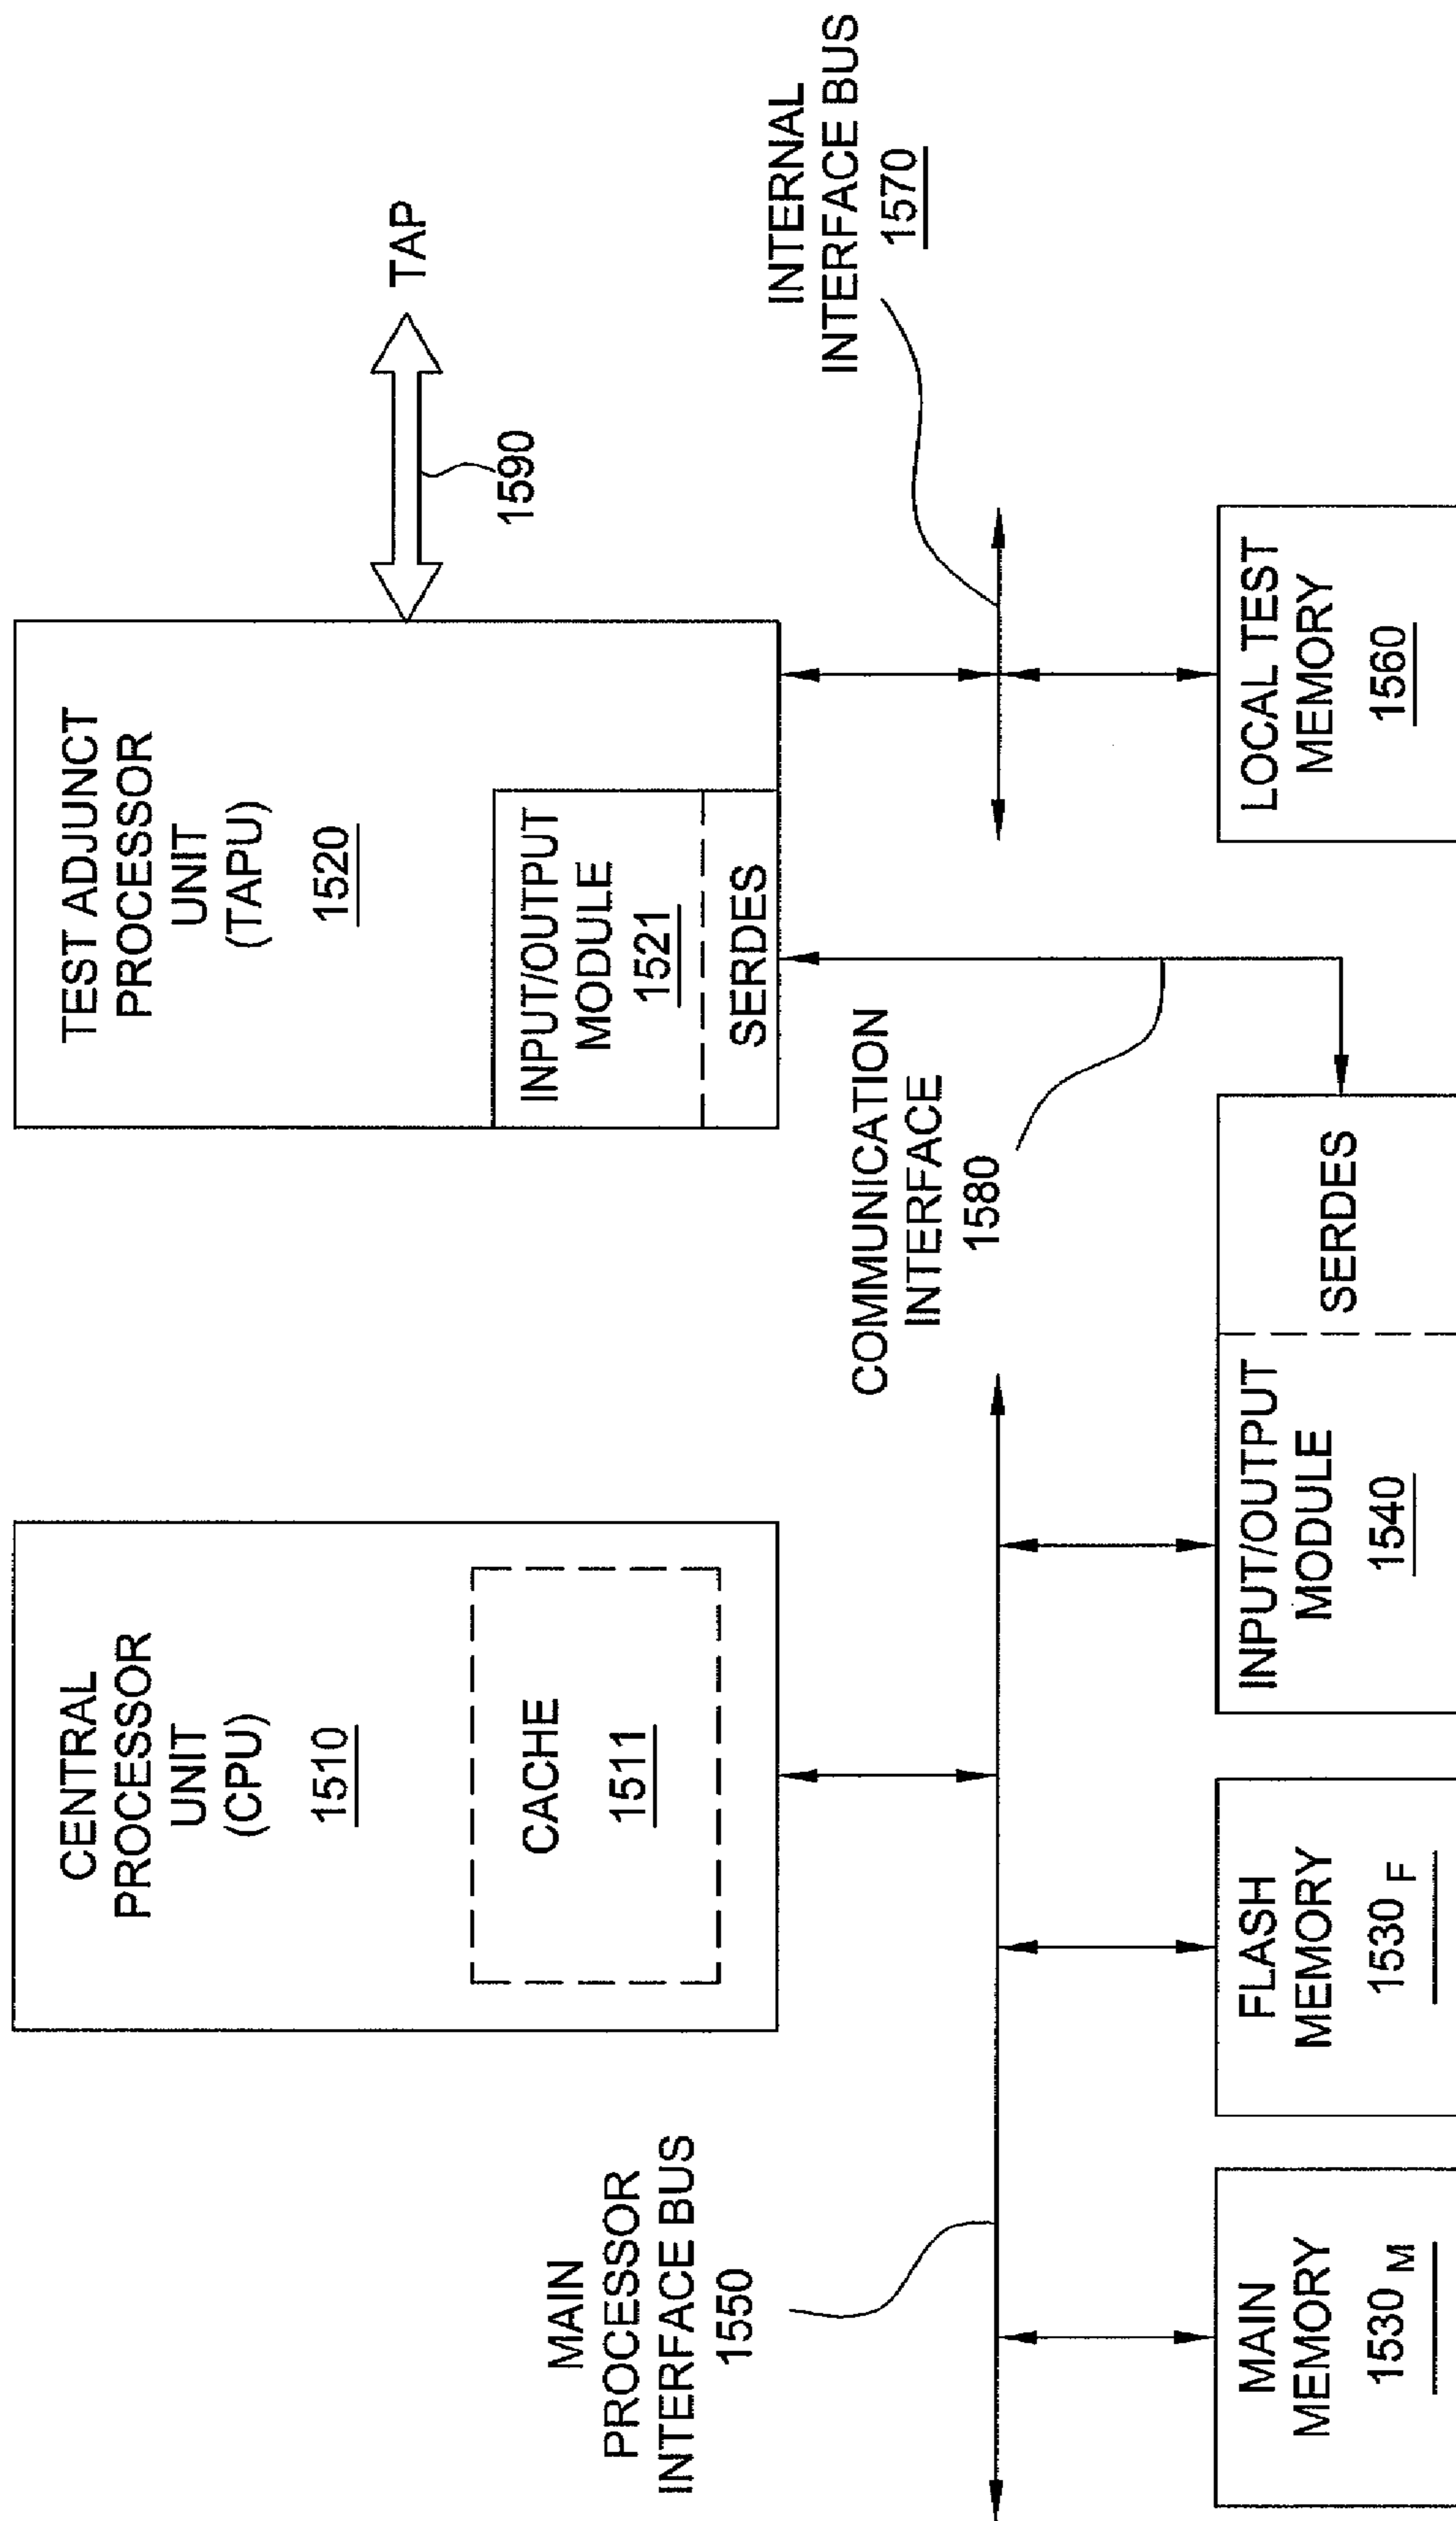 CENTRAL
PROCESSOR
UNIT
(CPU)
1510
CACHE
1511
TEST ADJUNCT
PROCESSOR
UNIT
(TAPU)
1520
INPUT/OUTPUT
MODULE
1521
SERDES
TAP
1590
MAIN
PROCESSOR
INTERFACE BUS
1550
COMMUNICATION
INTERFACE
1580
INTERNAL
INTERFACE BUS
1570
MAIN
MEMORY
1530 M
FLASH
MEMORY
1530 F
INPUT/OUTPUT
MODULE
1540
SERDES
LOCAL TEST
MEMORY
1560